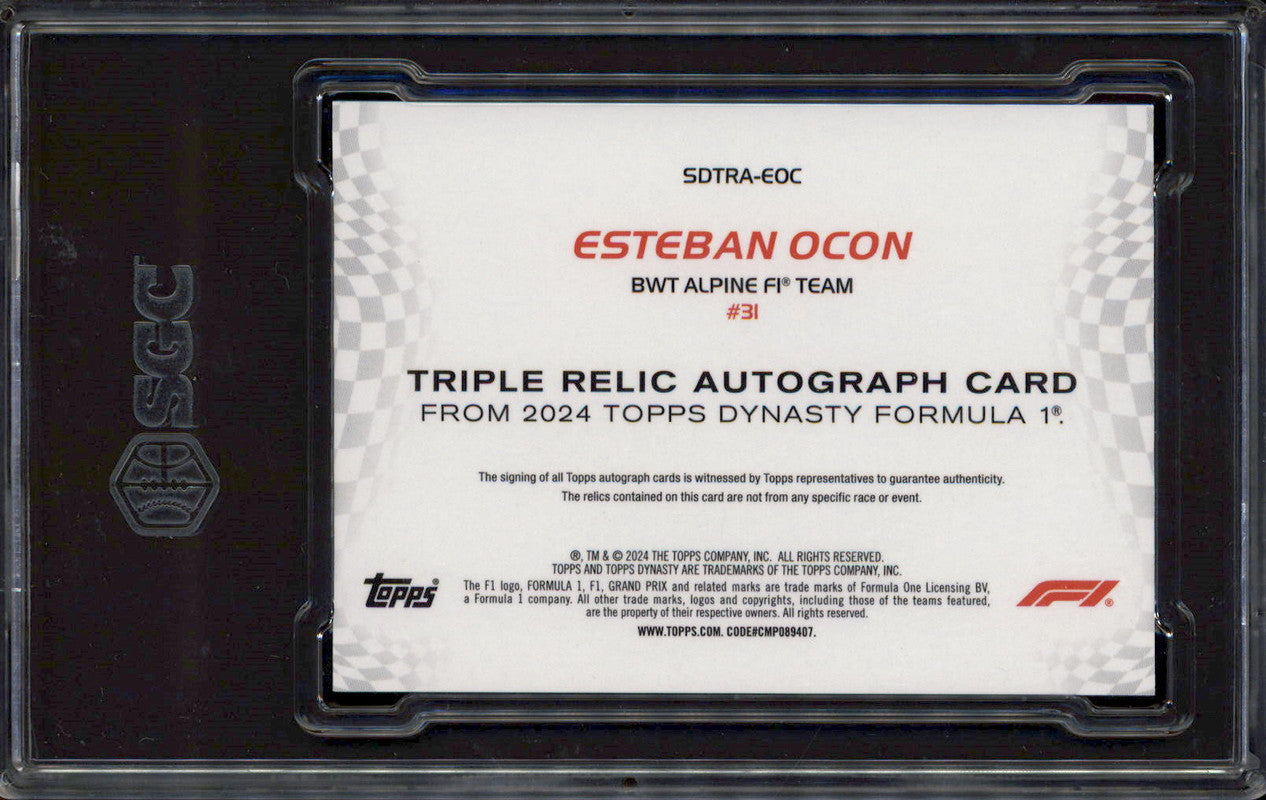 SGC
SDTRA-EOC
ESTEBAN OCON
BWT ALPINE F1® TEAM
#31
TRIPLE RELIC AUTOGRAPH CARD
FROM 2024 TOPPS DYNASTY FORMULA 1®.
The signing of all Topps autograph cards is witnessed by Topps representatives to guarantee authenticity.
The relics contained on this card are not from any specific race or event.
®, TM & © 2024 THE TOPPS COMPANY, INC. ALL RIGHTS RESERVED.
TOPPS AND TOPPS DYNASTY ARE TRADEMARKS OF THE TOPPS COMPANY, INC.
The F1 logo, FORMULA 1, F1, GRAND PRIX and related marks are trade marks of Formula One Licensing BV,
a Formula 1 company. All other trade marks, logos and copyrights, including those of the teams featured,
are the property of their respective owners. All rights reserved.
WWW.TOPPS.COM. CODE#CMP089407.
topps®
F1®